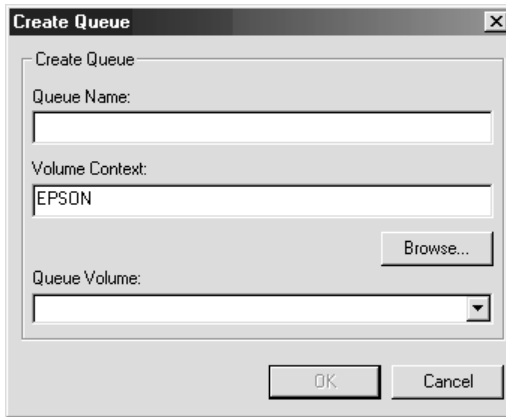 Create Queue
Create Queue
Queue Name:
Volume Context:
EPSON
Browse...
Queue Volume:
OK Cancel